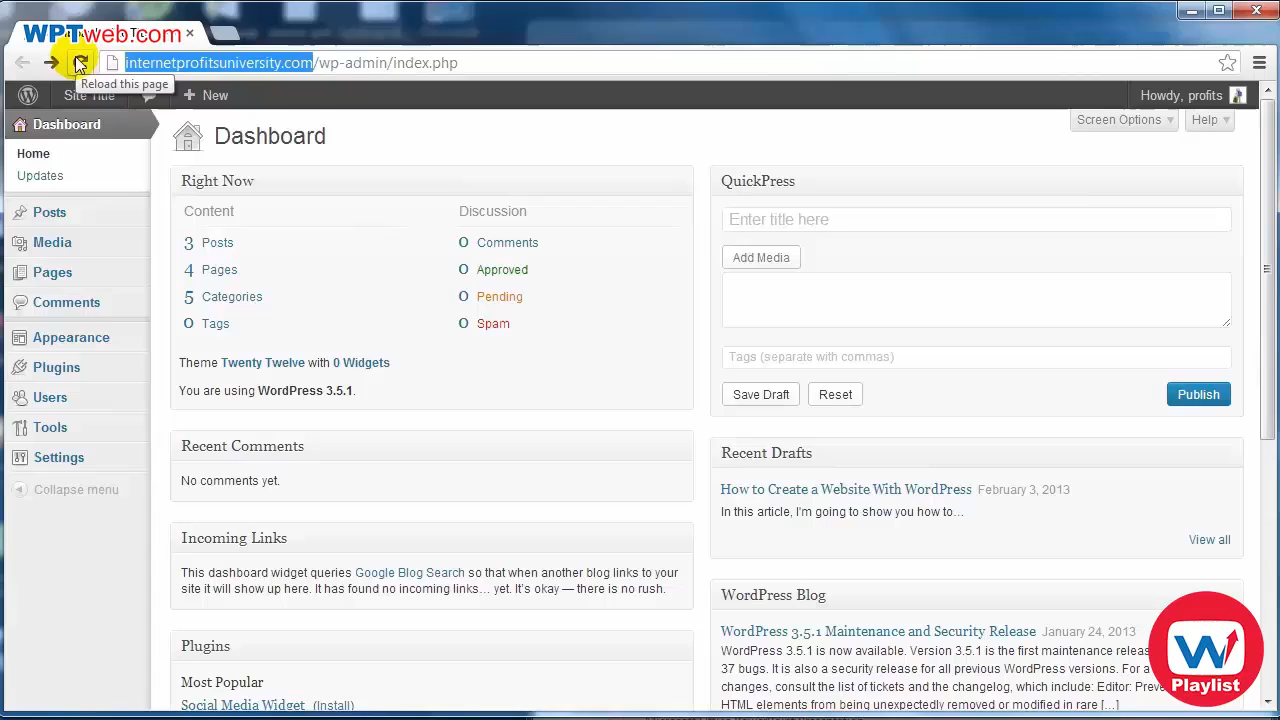 WPTweb.com
internetprofitsuniversity.com/wp-admin/index.php
Reload this page
Site Title
New
Howdy, profits
Dashboard
Home
Updates
Posts
Media
Pages
Comments
Appearance
Plugins
Users
Tools
Settings
Collapse menu
Dashboard
Screen Options
Help
Right Now
Content
Discussion
3 Posts
0 Comments
4 Pages
0 Approved
5 Categories
0 Pending
0 Tags
0 Spam
Theme Twenty Twelve with 0 Widgets
You are using WordPress 3.5.1.
Recent Comments
No comments yet.
Incoming Links
This dashboard widget queries Google Blog Search so that when another blog links to your
site it will show up here. It has found no incoming links… yet. It's okay — there is no rush.
Plugins
Most Popular
Social Media Widget (Install)
QuickPress
Enter title here
Add Media
Tags (separate with commas)
Save Draft
Reset
Publish
Recent Drafts
How to Create a Website With WordPress February 3, 2013
In this article, I'm going to show you how to…
View all
WordPress Blog
WordPress 3.5.1 Maintenance and Security Release January 24, 2013
WordPress 3.5.1 is now available. Version 3.5.1 is the first maintenance
37 bugs. It is also a security release for all previous WordPress versions. For a
changes, consult the list of tickets and the changelog, which include: Editor:
HTML elements from being unexpectedly removed or modified in rare [...]
W
Playlist